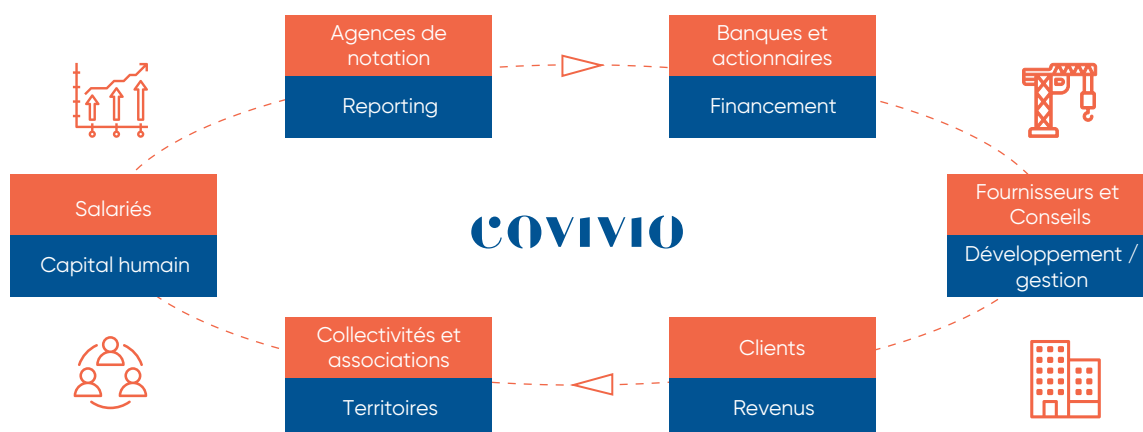 Agences de
notation
Reporting
Banques et
actionnaires
Financement
Salariés
Capital humain
COVIVIO
Fournisseurs et
Conseils
Développement /
gestion
Collectivités et
associations
Territoires
Clients
Revenus